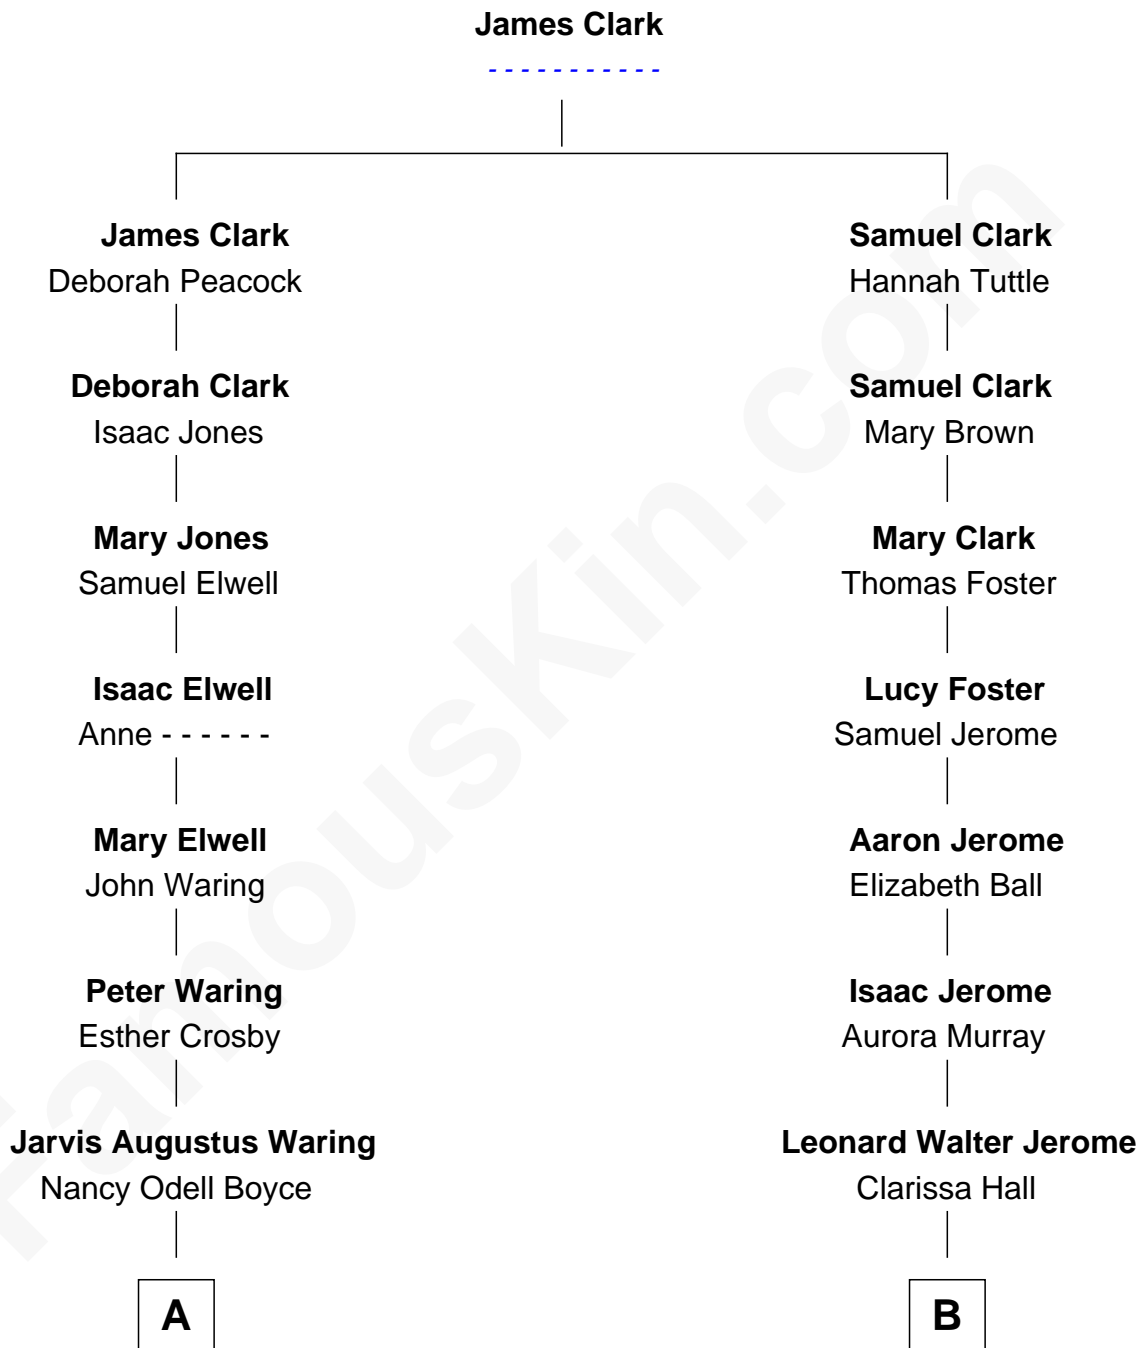 James Clark
- - - - - - - - - - -
James Clark
Deborah Peacock
Samuel Clark
Hannah Tuttle
Deborah Clark
Isaac Jones
Samuel Clark
Mary Brown
Mary Jones
Samuel Elwell
Mary Clark
Thomas Foster
Isaac Elwell
Anne - - - - - -
Lucy Foster
Samuel Jerome
Mary Elwell
John Waring
Aaron Jerome
Elizabeth Ball
Peter Waring
Esther Crosby
Isaac Jerome
Aurora Murray
Jarvis Augustus Waring
Nancy Odell Boyce
Leonard Walter Jerome
Clarissa Hall
A
B
FamousKin.com